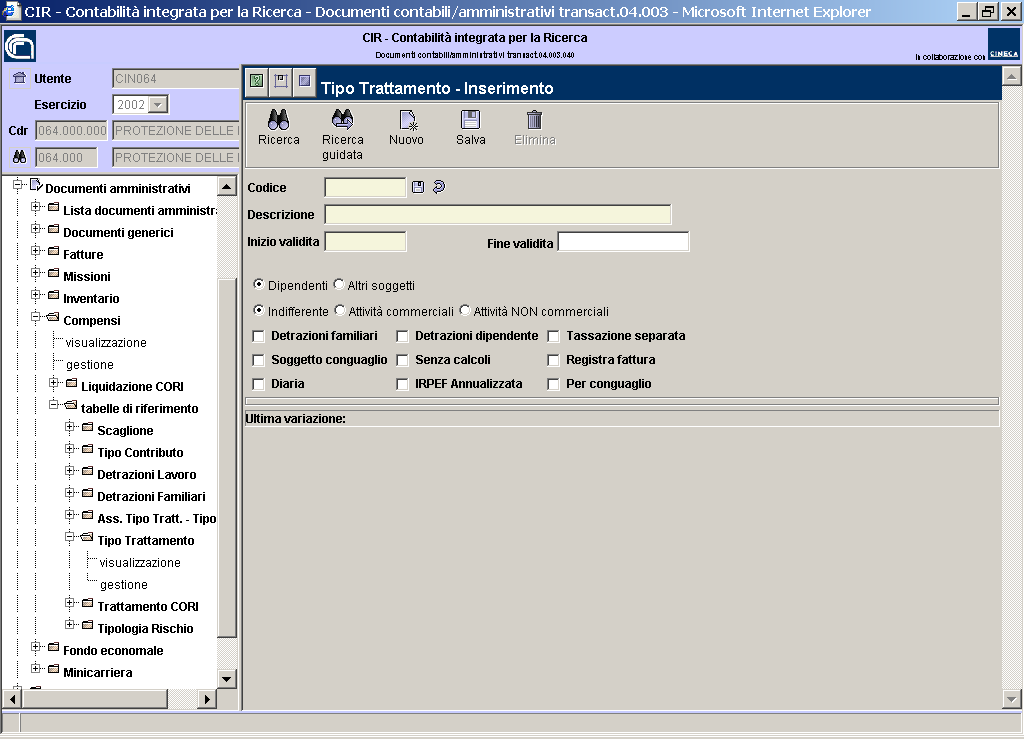 CIR - Contabilità integrata per la Ricerca - Documenti contabili/amministrativi transact.04.003 - Microsoft Internet Explorer
CIR - Contabilità integrata per la Ricerca
Documenti contabili/amministrativi transact.04.003.040
In collaborazione con CINECA
Utente CIN064
Esercizio 2002
Cdr 064.000.000 PROTEZIONE DELLE
064.000 PROTEZIONE DELLE
Documenti amministrativi
Lista documenti amministr
Documenti generici
Fatture
Missioni
Inventario
Compensi
visualizzazione
gestione
Liquidazione CORI
tabelle di riferimento
Scaglione
Tipo Contributo
Detrazioni Lavoro
Detrazioni Familiari
Ass. Tipo Tratt. - Tipo
Tipo Trattamento
visualizzazione
gestione
Trattamento CORI
Tipologia Rischio
Fondo economale
Minicarriera
Tipo Trattamento - Inserimento
Ricerca
Ricerca guidata
Nuovo
Salva
Elimina
Codice
Descrizione
Inizio validita Fine validita
Dipendenti Altri soggetti
Indifferente Attività commerciali Attività NON commerciali
Detrazioni familiari Detrazioni dipendente Tassazione separata
Soggetto conguaglio Senza calcoli Registra fattura
Diaria IRPEF Annualizzata Per conguaglio
Ultima variazione: